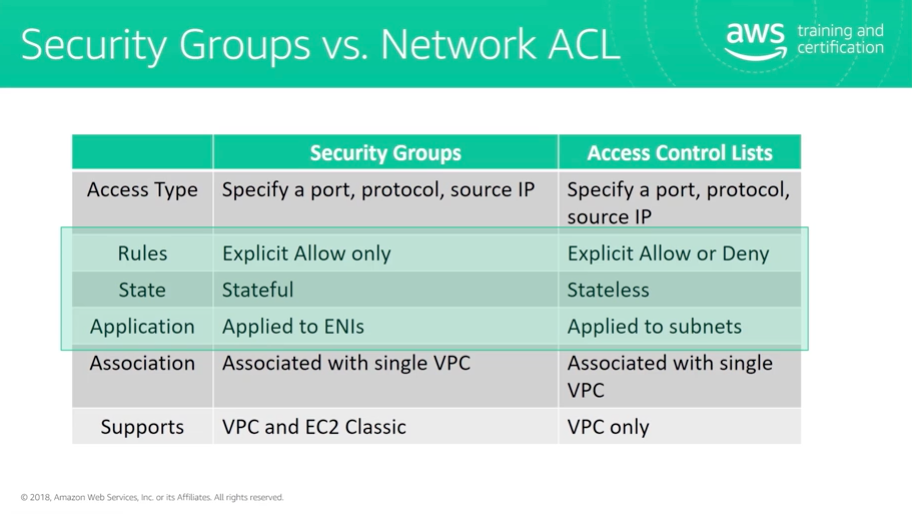 Security Groups vs. Network ACL
aws training and
certification
Security Groups Access Control Lists
Access Type Specify a port, protocol, source IP Specify a port, protocol,
source IP
Rules Explicit Allow only Explicit Allow or Deny
State Stateful Stateless
Application Applied to ENIs Applied to subnets
Association Associated with single VPC Associated with single
VPC
Supports VPC and EC2 Classic VPC only
© 2018, Amazon Web Services, Inc. or its Affiliates. All rights reserved.